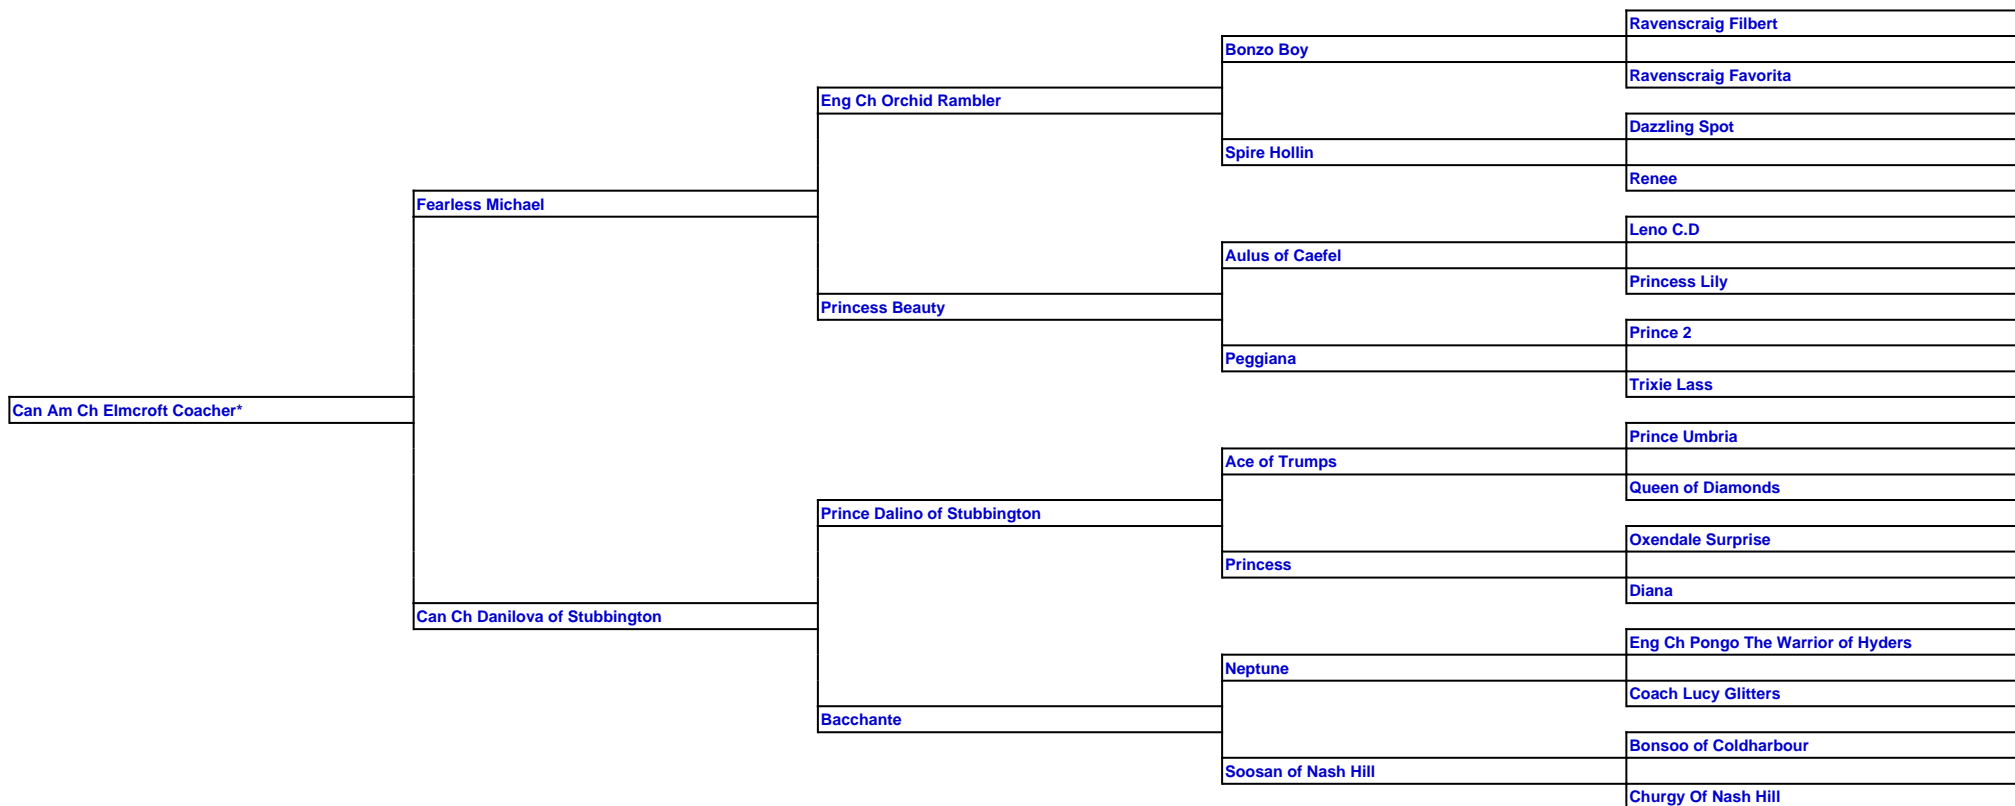 Ravenscraig Filbert
Bonzo Boy
Ravenscraig Favorita
Eng Ch Orchid Rambler
Dazzling Spot
Spire Hollin
Renee
Fearless Michael
Leno C.D
Aulus of Caefel
Princess Lily
Princess Beauty
Prince 2
Peggiana
Trixie Lass
Can Am Ch Elmcroft Coacher*
Prince Umbria
Ace of Trumps
Queen of Diamonds
Prince Dalino of Stubbington
Oxendale Surprise
Princess
Diana
Can Ch Danilova of Stubbington
Eng Ch Pongo The Warrior of Hyders
Neptune
Coach Lucy Glitters
Bacchante
Bonsoo of Coldharbour
Soosan of Nash Hill
Churgy Of Nash Hill